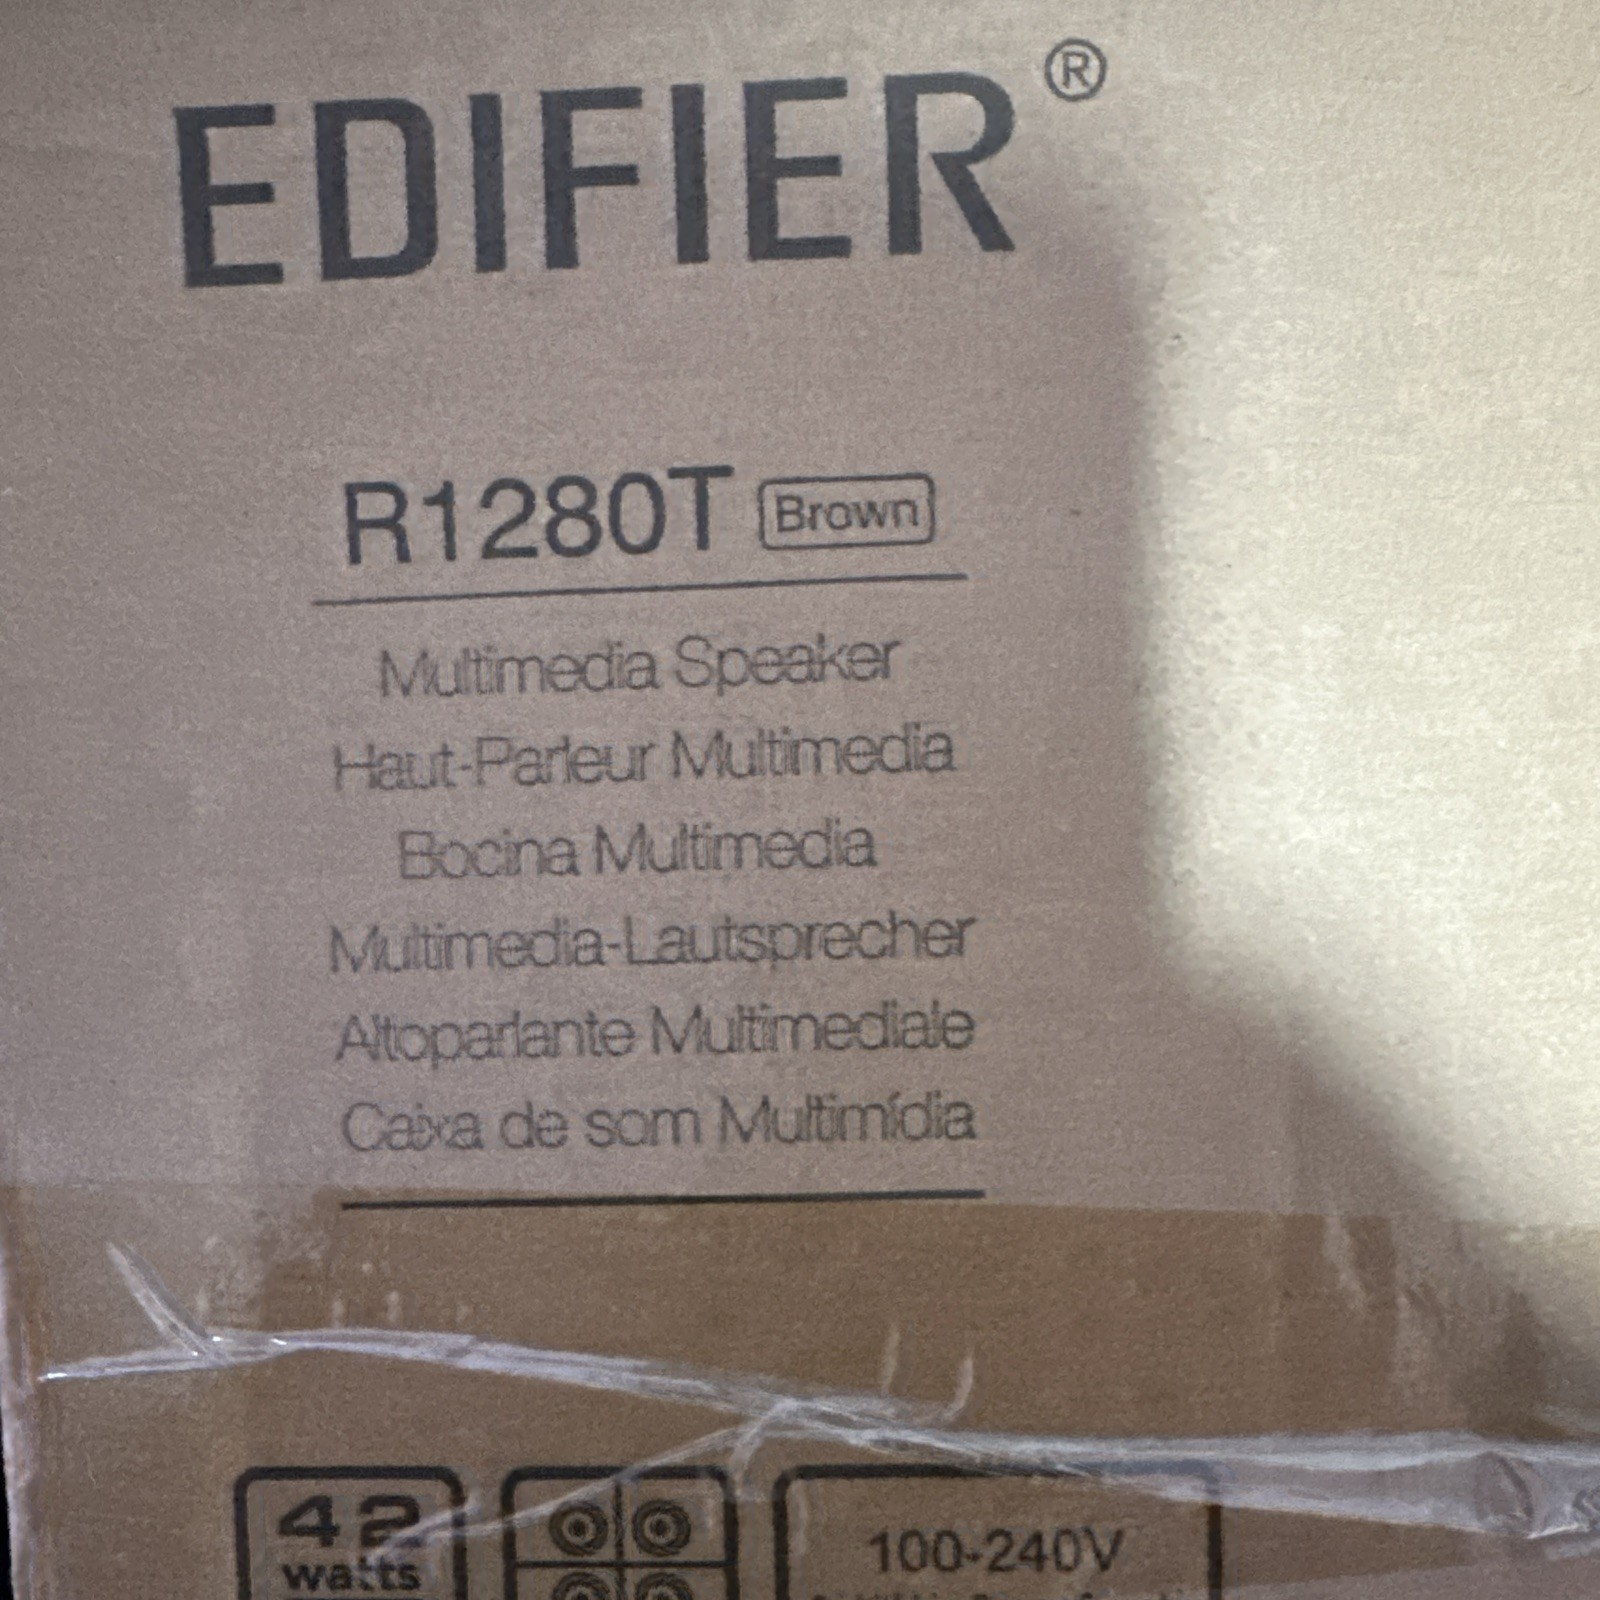 EDIFIER®
R1280T Brown
Multimedia Speaker
Haut-Parleur Multimedia
Bocina Multimedia
Multimedia-Lautsprecher
Altoparlante Multimediale
Caixa de som Multimídia
42
watts
100-240V